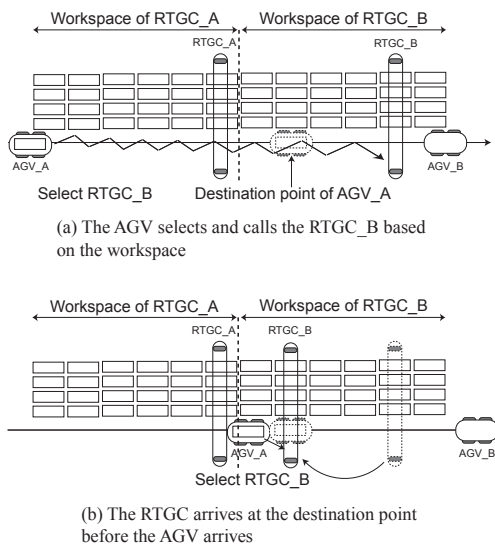 Workspace of RTGC_A Workspace of RTGC_B
RTGC_A RTGC_B
AGV_A AGV_B
Select RTGC_B Destination point of AGV_A
(a) The AGV selects and calls the RTGC_B based
on the workspace
Workspace of RTGC_A Workspace of RTGC_B
RTGC_A RTGC_B
AGV_A AGV_B
Select RTGC_B
(b) The RTGC arrives at the destination point
before the AGV arrives